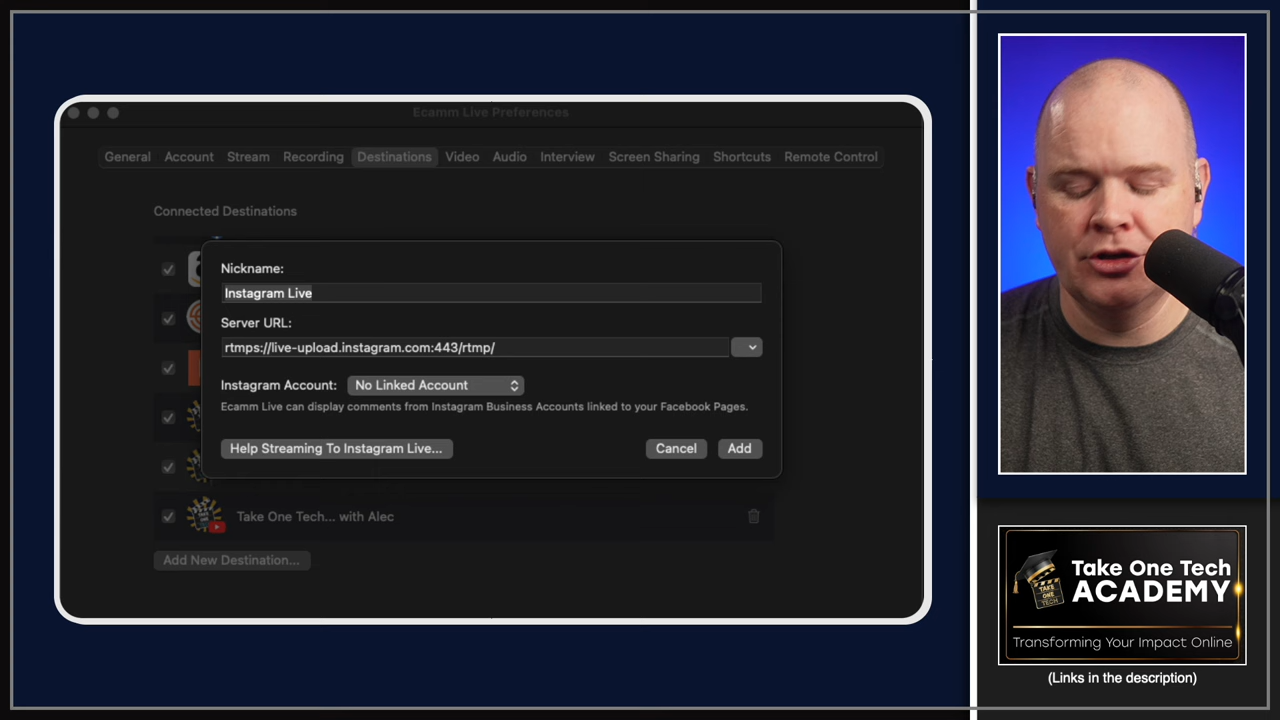 Ecamm Live Preferences
General Account Stream Recording Destinations Video Audio Interview Screen Sharing Shortcuts Remote Control
Connected Destinations
Nickname:
Instagram Live
Server URL:
rtmps://live-upload.instagram.com:443/rtmp/
Instagram Account: No Linked Account
Ecamm Live can display comments from Instagram Business Accounts linked to your Facebook Pages.
Help Streaming To Instagram Live... Cancel Add
Take One Tech... with Alec
Add New Destination...
TAKE
ONE
TECH
Take One Tech
ACADEMY
Transforming Your Impact Online
(Links in the description)